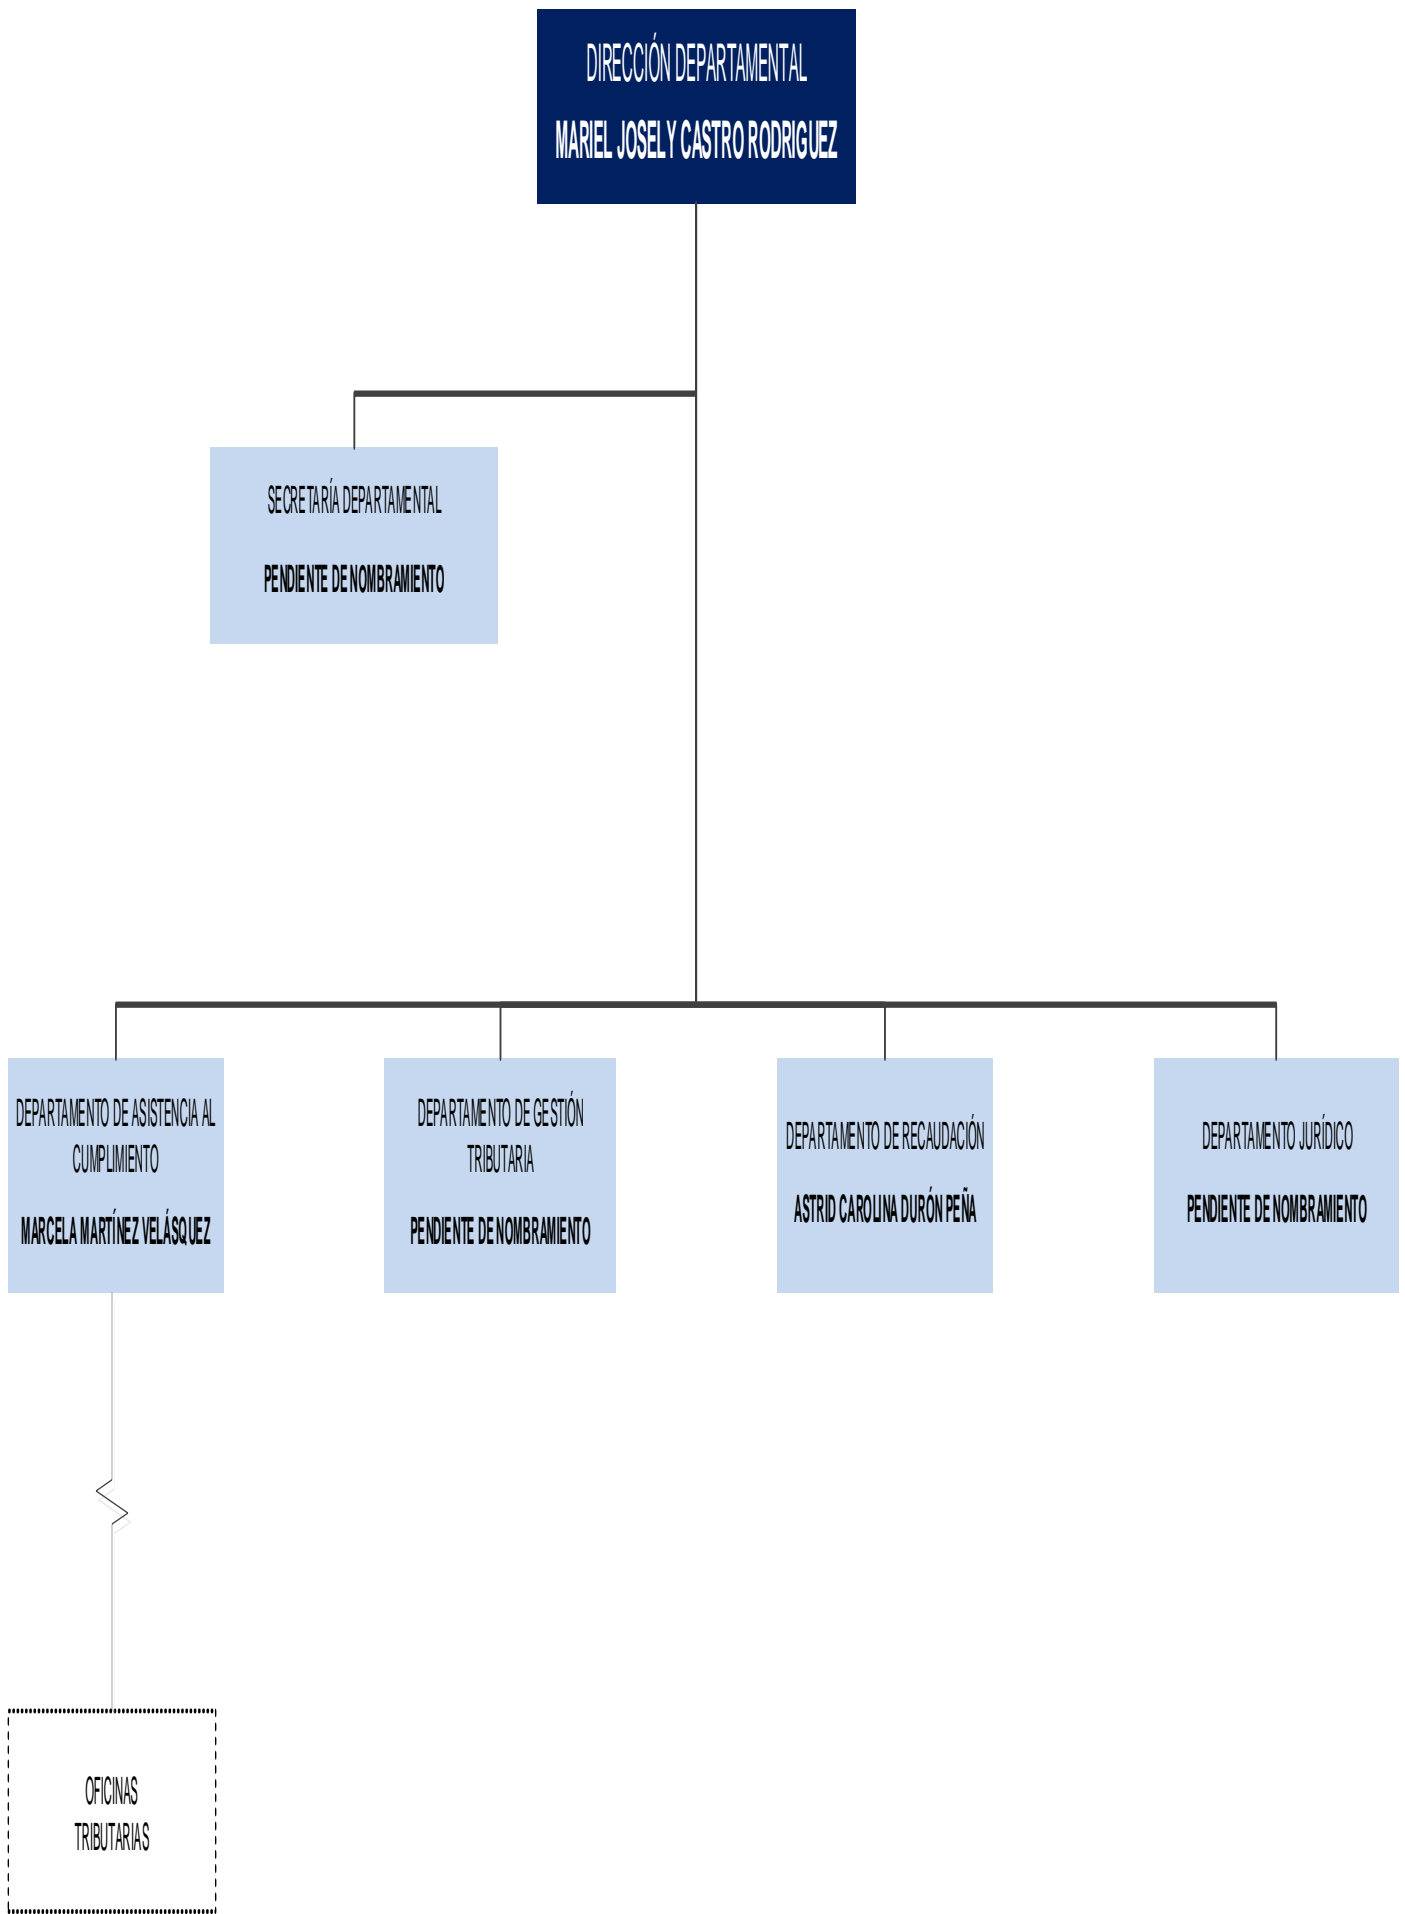 DIRECCIÓN DEPARTAMENTAL
MARIEL JOSELY CASTRO RODRIGUEZ
SECRETARÍA DEPARTAMENTAL
PENDIENTE DE NOMBRAMIENTO
DEPARTAMENTO DE ASISTENCIA AL
CUMPLIMIENTO
MARCELA MARTÍNEZ VELÁSQUEZ
DEPARTAMENTO DE GESTIÓN
TRIBUTARIA
PENDIENTE DE NOMBRAMIENTO
DEPARTAMENTO DE RECAUDACIÓN
ASTRID CAROLINA DURÓN PEÑA
DEPARTAMENTO JURÍDICO
PENDIENTE DE NOMBRAMIENTO
OFICINAS
TRIBUTARIAS